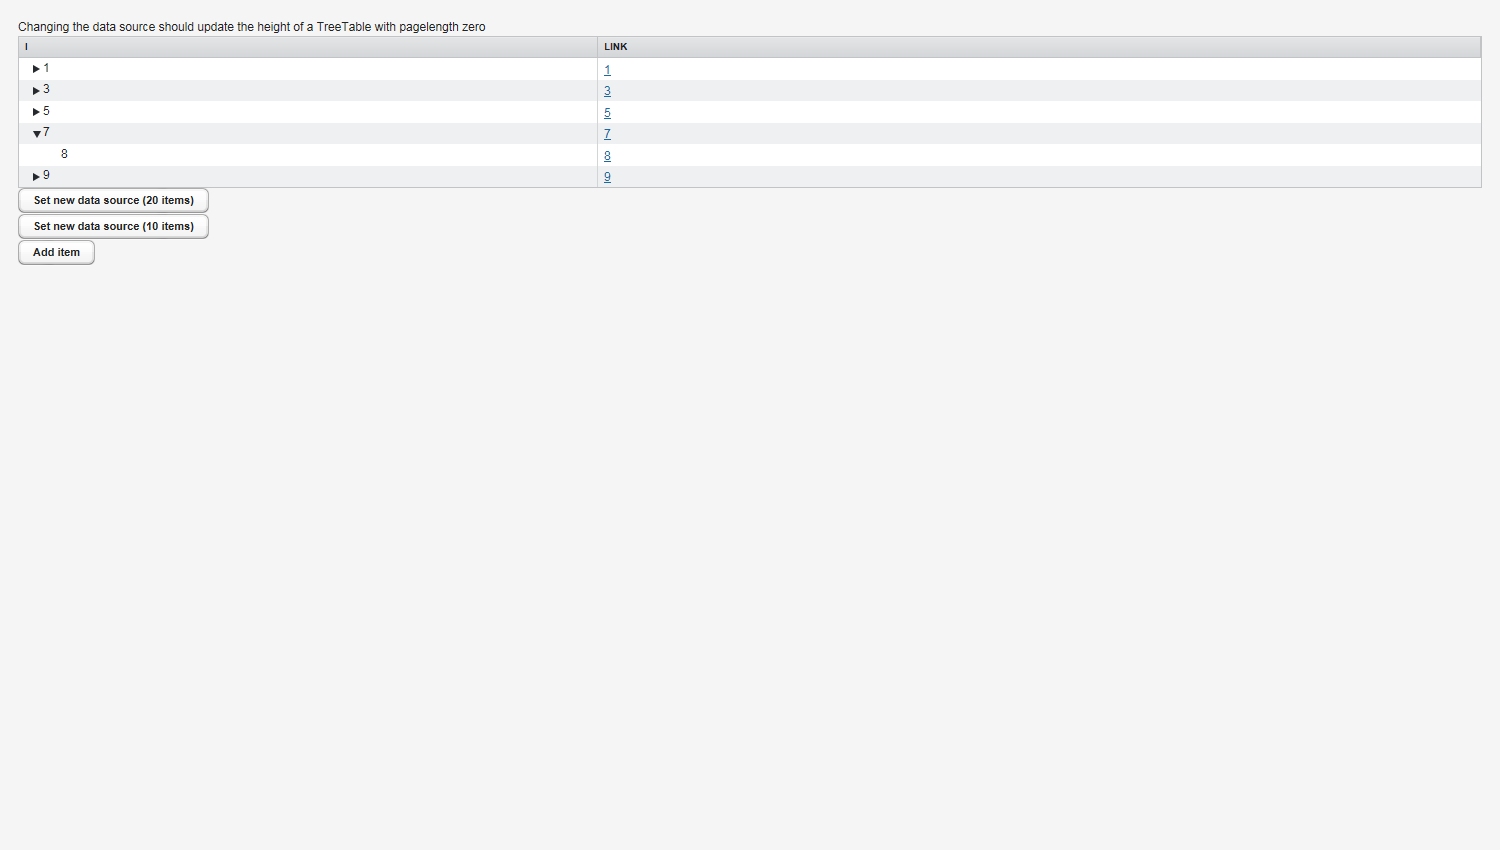 Changing the data source should update the height of a TreeTable with pagelength zero
I LINK
1 1
3 3
5 5
7 7
8 8
9 9
Set new data source (20 items)
Set new data source (10 items)
Add item